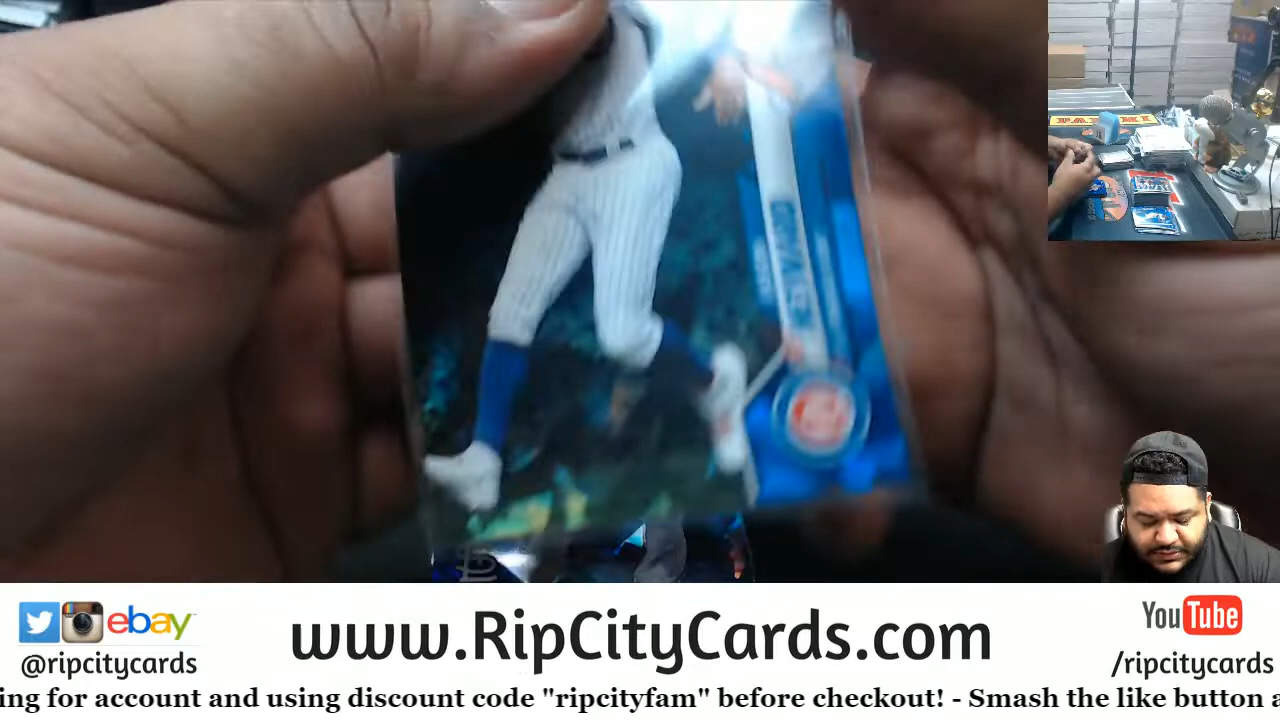 www.RipCityCards.com
ebay
@ripcitycards
YouTube
/ripcitycards
ing for account and using discount code "ripcityfam" before checkout! - Smash the like button a